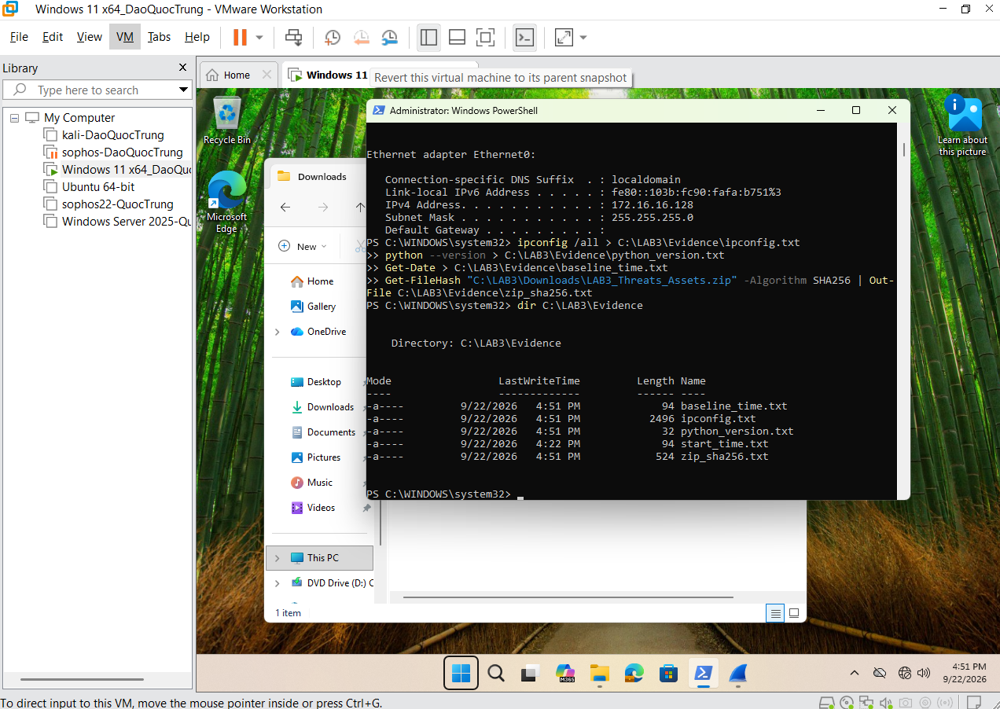 Windows 11 x64_DaoQuocTrung - VMware Workstation
File Edit View VM Tabs Help
Library
Type here to search
My Computer
kali-DaoQuocTrung
sophos-DaoQuocTrung
Windows 11 x64_DaoQuo
Ubuntu 64-bit
sophos22-QuocTrung
Windows Server 2025-Qu
Home
Windows 11
Revert this virtual machine to its parent snapshot
Recycle Bin
Microsoft
Edge
Learn about
this picture
Downloads
New
Home
Gallery
OneDrive
Desktop
Downloads
Documents
Pictures
Music
Videos
This PC
DVD Drive (D:) C
1 item
Administrator: Windows PowerShell
Ethernet adapter Ethernet0:
Connection-specific DNS Suffix  . : localdomain
Link-local IPv6 Address . . . . . : fe80::103b:fc90:fafa:b751%3
IPv4 Address. . . . . . . . . . . : 172.16.16.128
Subnet Mask . . . . . . . . . . . : 255.255.255.0
Default Gateway . . . . . . . . . :
PS C:\WINDOWS\system32> ipconfig /all > C:\LAB3\Evidence\ipconfig.txt
>> python --version > C:\LAB3\Evidence\python_version.txt
>> Get-Date > C:\LAB3\Evidence\baseline_time.txt
>> Get-FileHash "C:\LAB3\Downloads\LAB3_Threats_Assets.zip" -Algorithm SHA256 | Out-
File C:\LAB3\Evidence\zip_sha256.txt
PS C:\WINDOWS\system32> dir C:\LAB3\Evidence
Directory: C:\LAB3\Evidence
Mode LastWriteTime Length Name
---- ------------- ------ ----
-a---- 9/22/2026 4:51 PM 94 baseline_time.txt
-a---- 9/22/2026 4:51 PM 2496 ipconfig.txt
-a---- 9/22/2026 4:51 PM 32 python_version.txt
-a---- 9/22/2026 4:22 PM 94 start_time.txt
-a---- 9/22/2026 4:51 PM 524 zip_sha256.txt
PS C:\WINDOWS\system32>
M365
4:51 PM
9/22/2026
To direct input to this VM, move the mouse pointer inside or press Ctrl+G.